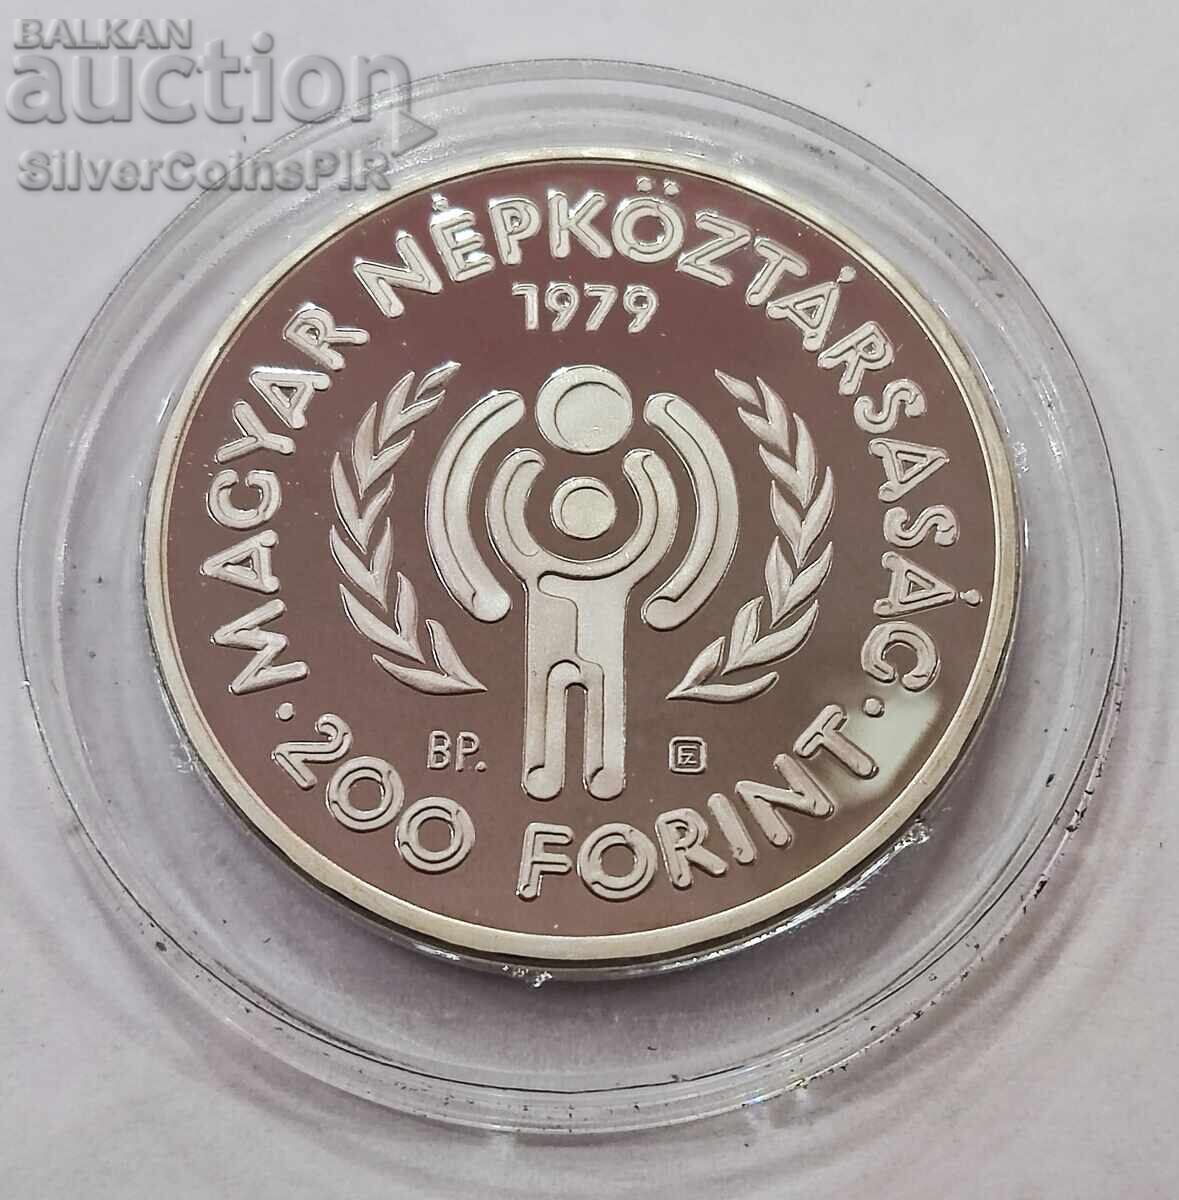 BALKAN
auction
SilverCoinsPIR
MAGYAR NÉPKÖZTÁRSASÁG
1979
BP.
· 200 FORINT ·